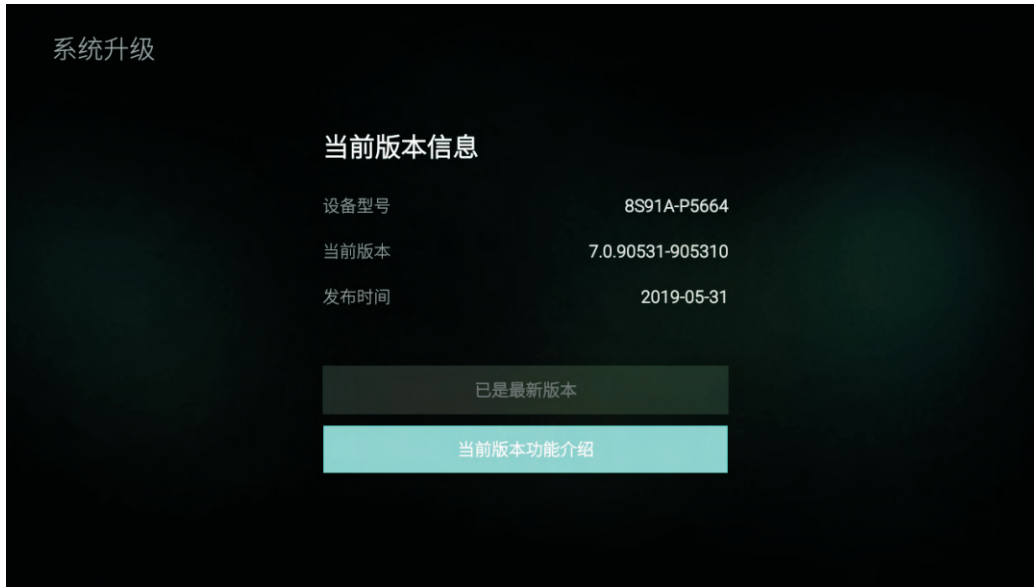 系统升级
当前版本信息
设备型号 8S91A-P5664
当前版本 7.0.90531-905310
发布时间 2019-05-31
已是最新版本
当前版本功能介绍